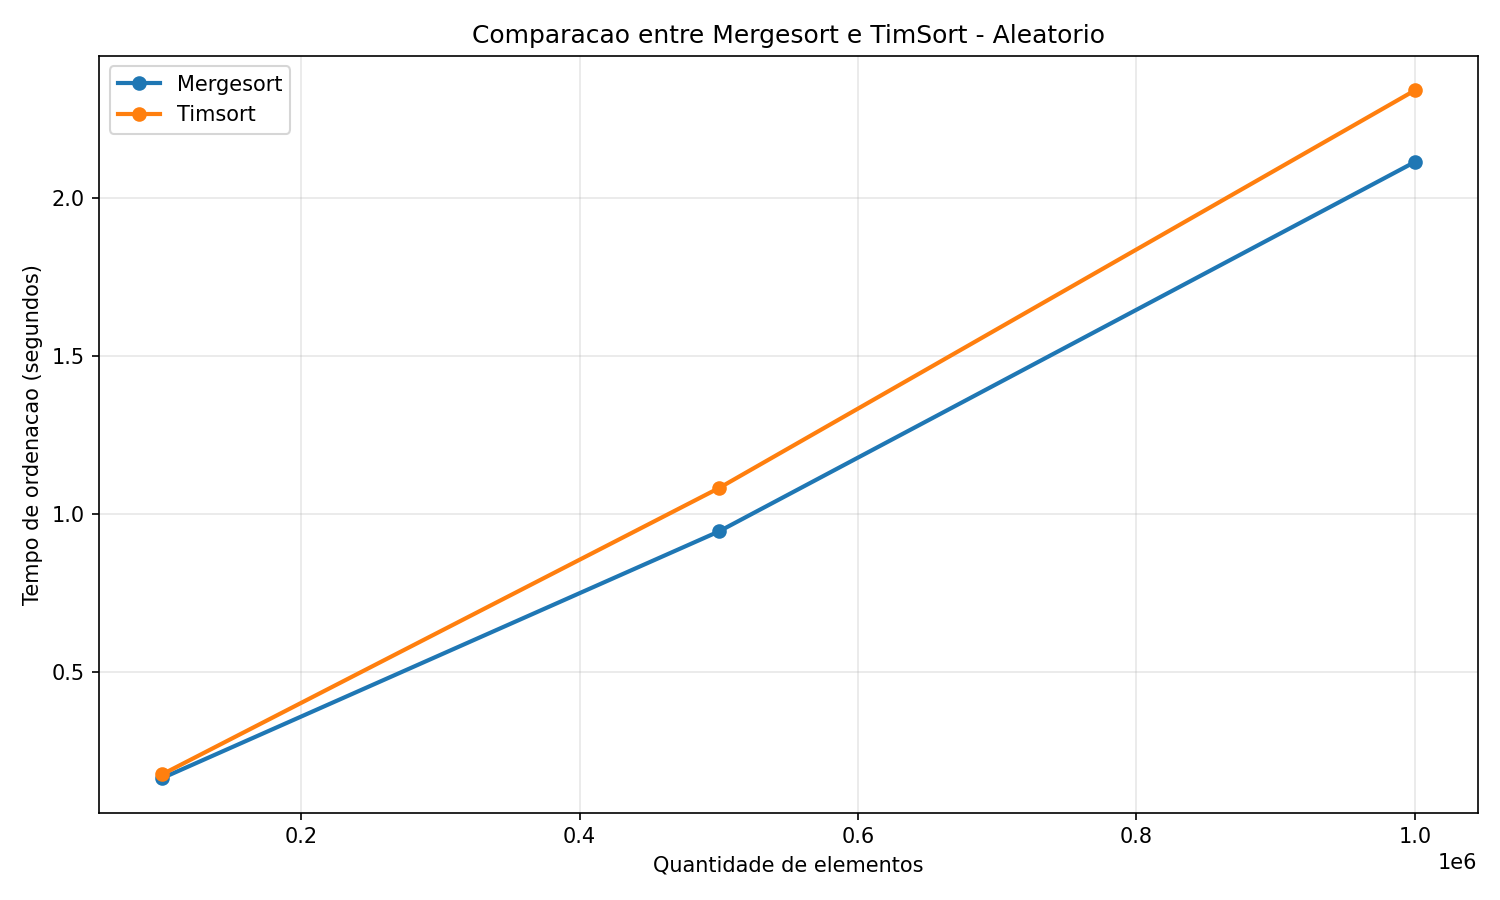 Comparacao entre Mergesort e TimSort - Aleatorio
Mergesort
Timsort
Tempo de ordenacao (segundos)
2.0
1.5
1.0
0.5
0.2 0.4 0.6 0.8 1.0
1e6
Quantidade de elementos